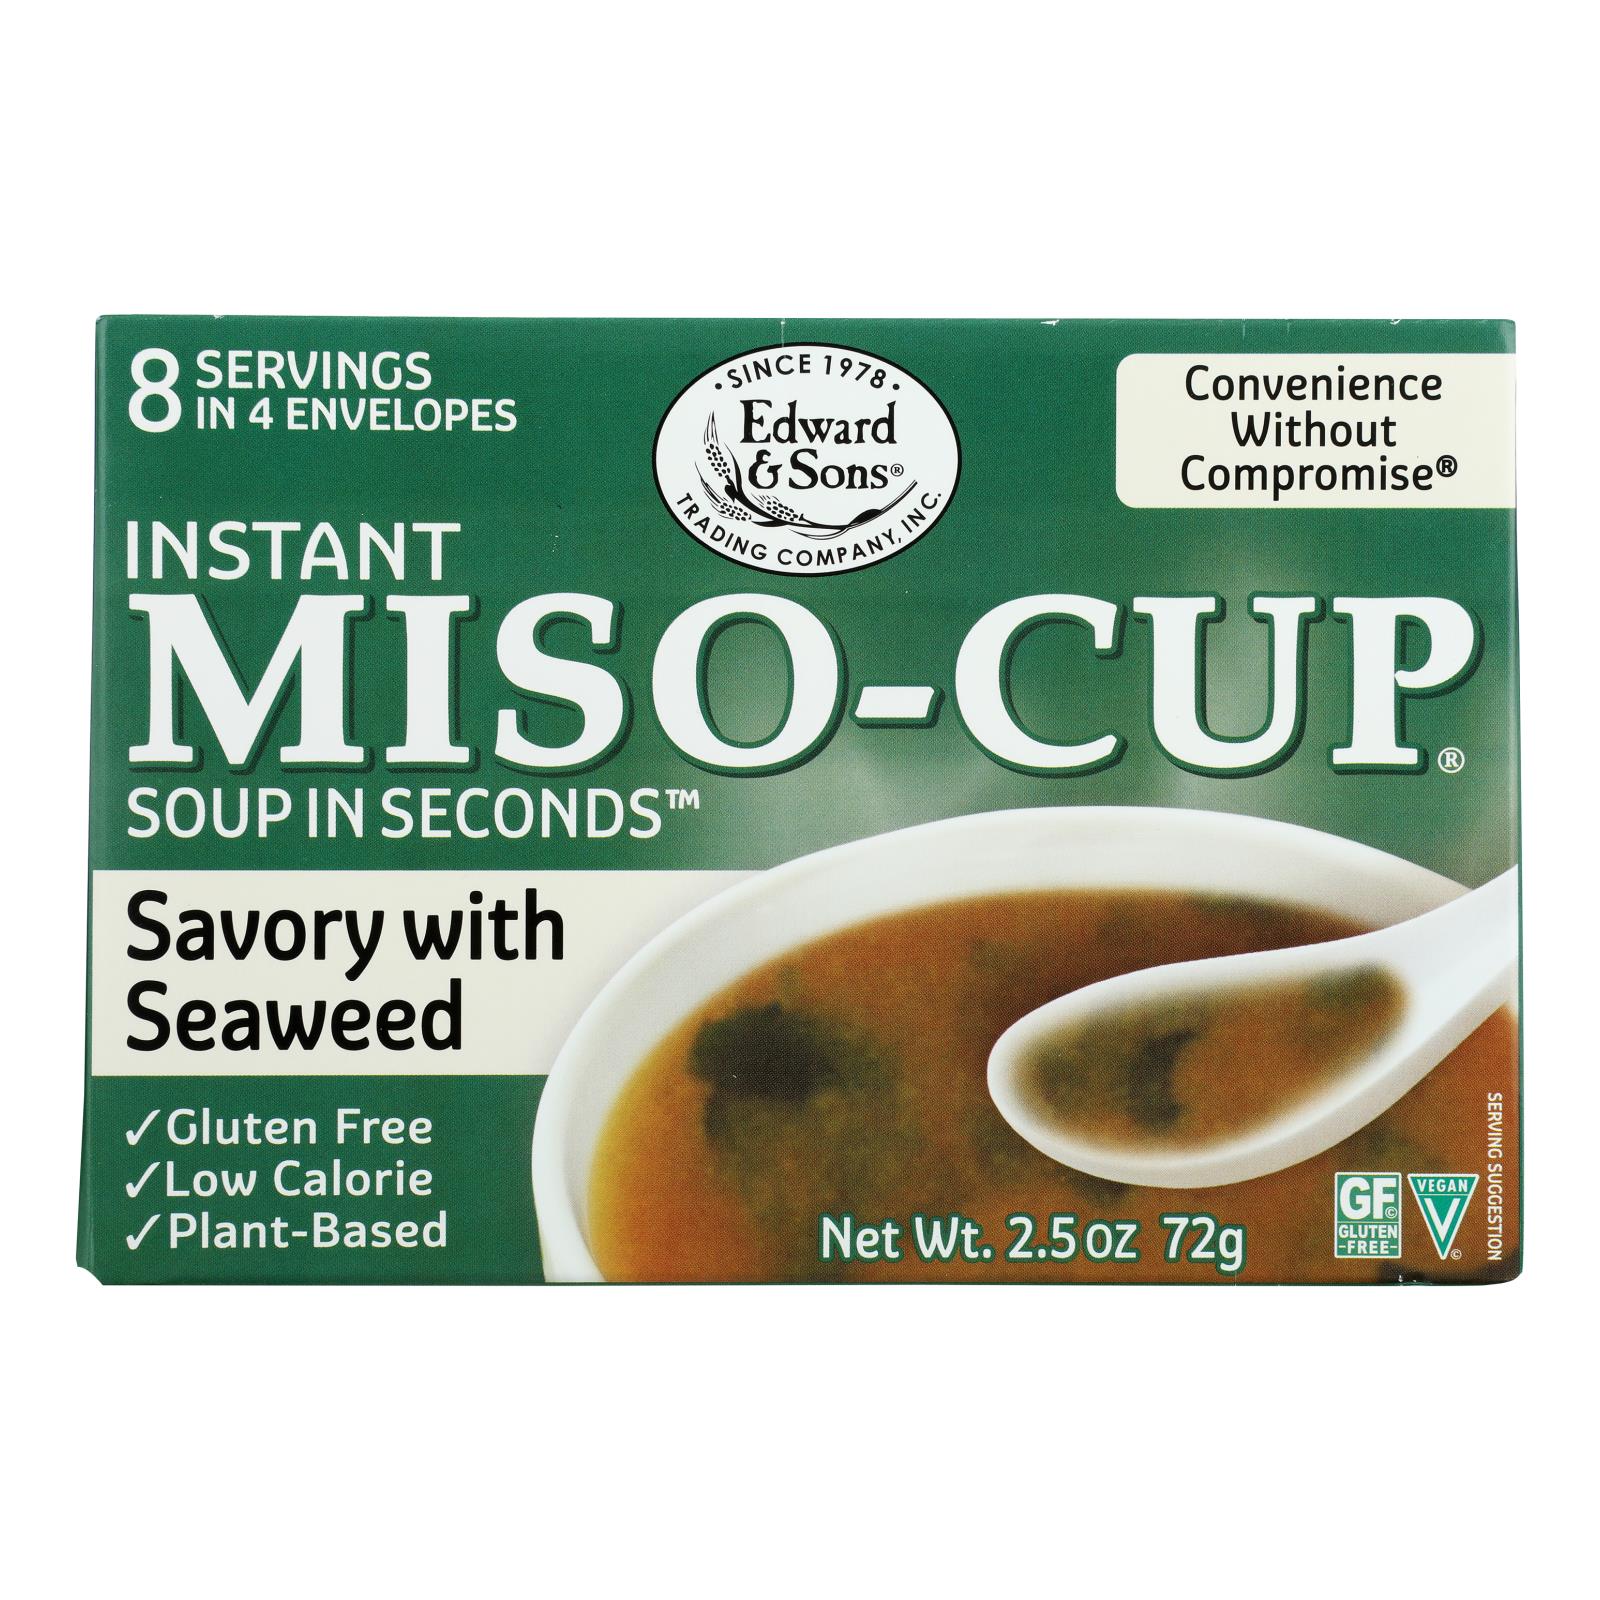 8 SERVINGS
IN 4 ENVELOPES
• SINCE 1978 •
Edward
& Sons®
TRADING COMPANY, INC.
Convenience
Without
Compromise®
INSTANT
MISO-CUP®
SOUP IN SECONDS™
Savory with
Seaweed
✓Gluten Free
✓Low Calorie
✓Plant-Based
Net Wt. 2.5 oz 72g
GF©
GLUTEN
-FREE-
VEGAN
V©
SERVING SUGGESTION